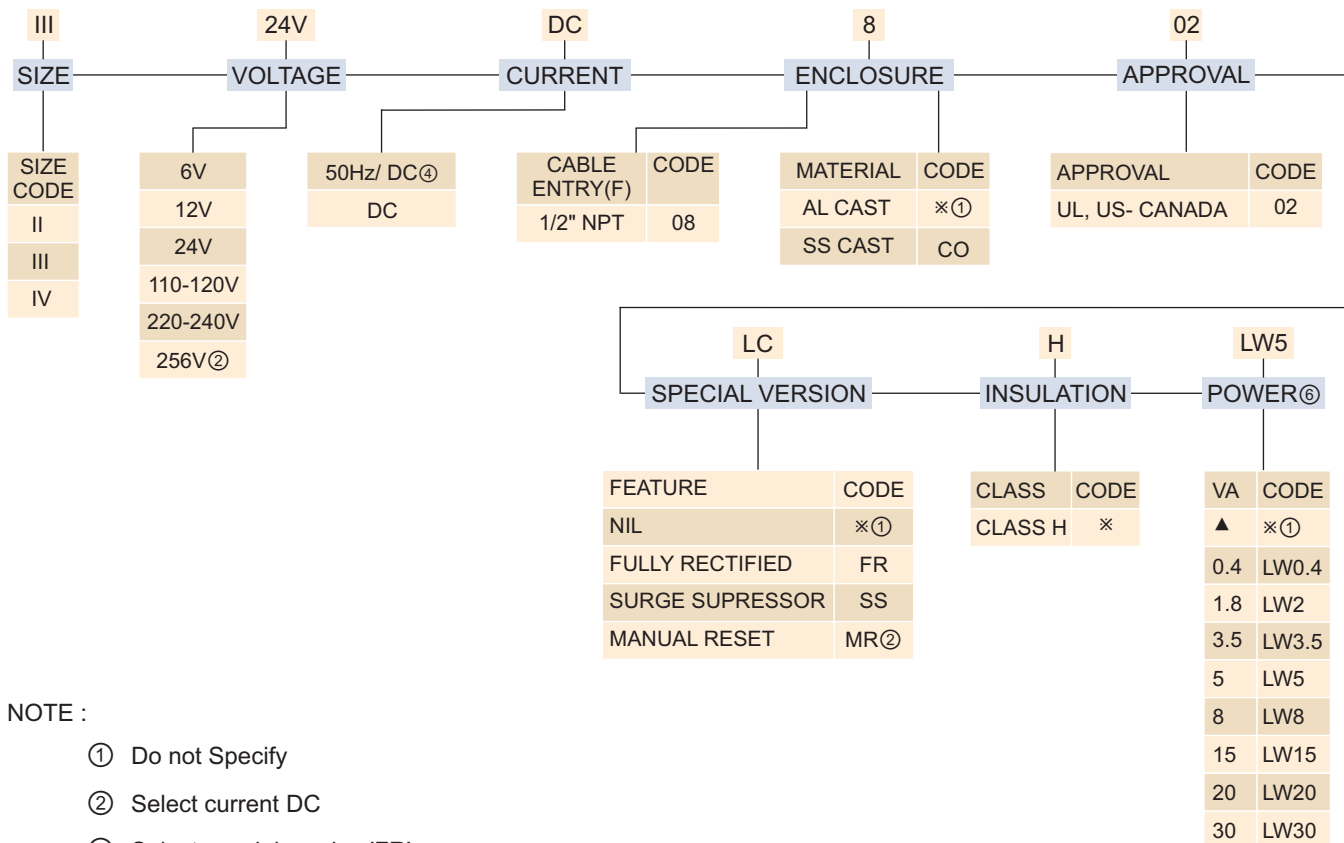 III 24V DC 8 02
SIZE VOLTAGE CURRENT ENCLOSURE APPROVAL
SIZE CODE
II
III
IV
6V
12V
24V
110-120V
220-240V
256V②
50Hz/ DC④
DC
CABLE ENTRY(F) CODE
1/2" NPT 08
MATERIAL CODE
AL CAST ※①
SS CAST CO
APPROVAL CODE
UL, US- CANADA 02
LC H LW5
SPECIAL VERSION INSULATION POWER⑥
FEATURE CODE
NIL ※①
FULLY RECTIFIED FR
SURGE SUPRESSOR SS
MANUAL RESET MR②
CLASS CODE
CLASS H ※
VA CODE
▲ ※①
0.4 LW0.4
1.8 LW2
3.5 LW3.5
5 LW5
8 LW8
15 LW15
20 LW20
30 LW30
NOTE :
① Do not Specify
② Select current DC